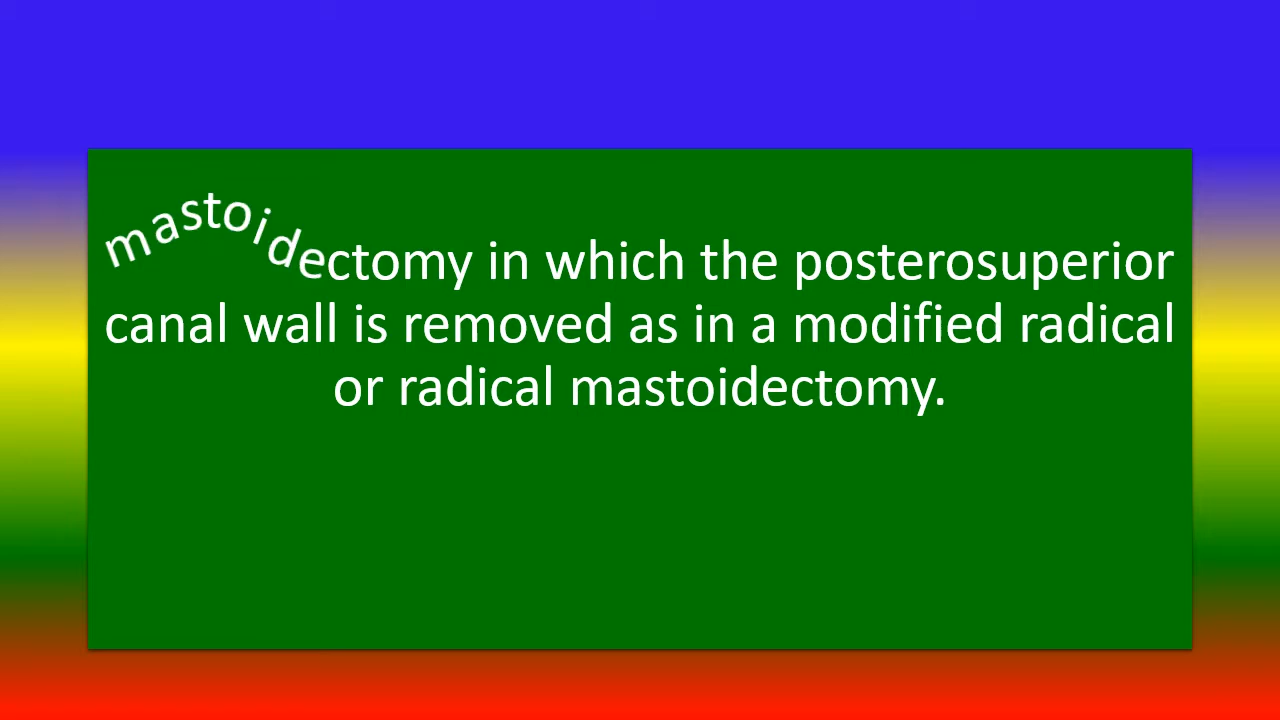 mastoidectomy in which the posterosuperior
canal wall is removed as in a modified radical
or radical mastoidectomy.